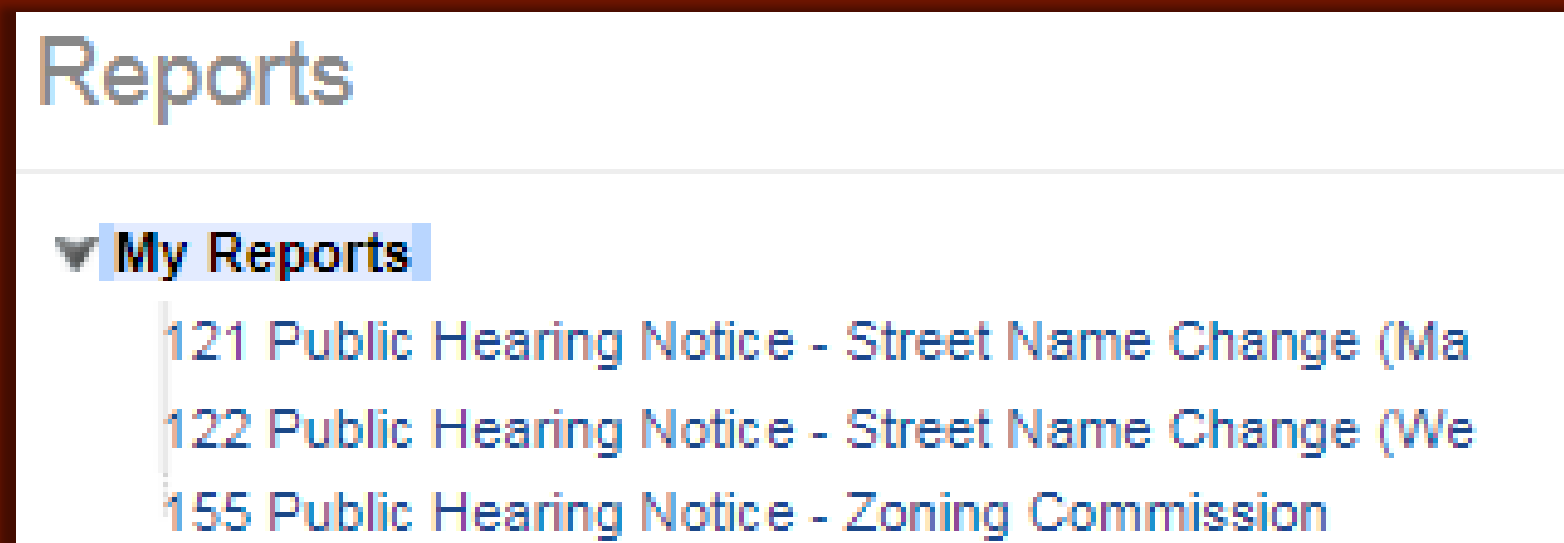 Reports
My Reports
121 Public Hearing Notice - Street Name Change (Ma
122 Public Hearing Notice - Street Name Change (We
155 Public Hearing Notice - Zoning Commission